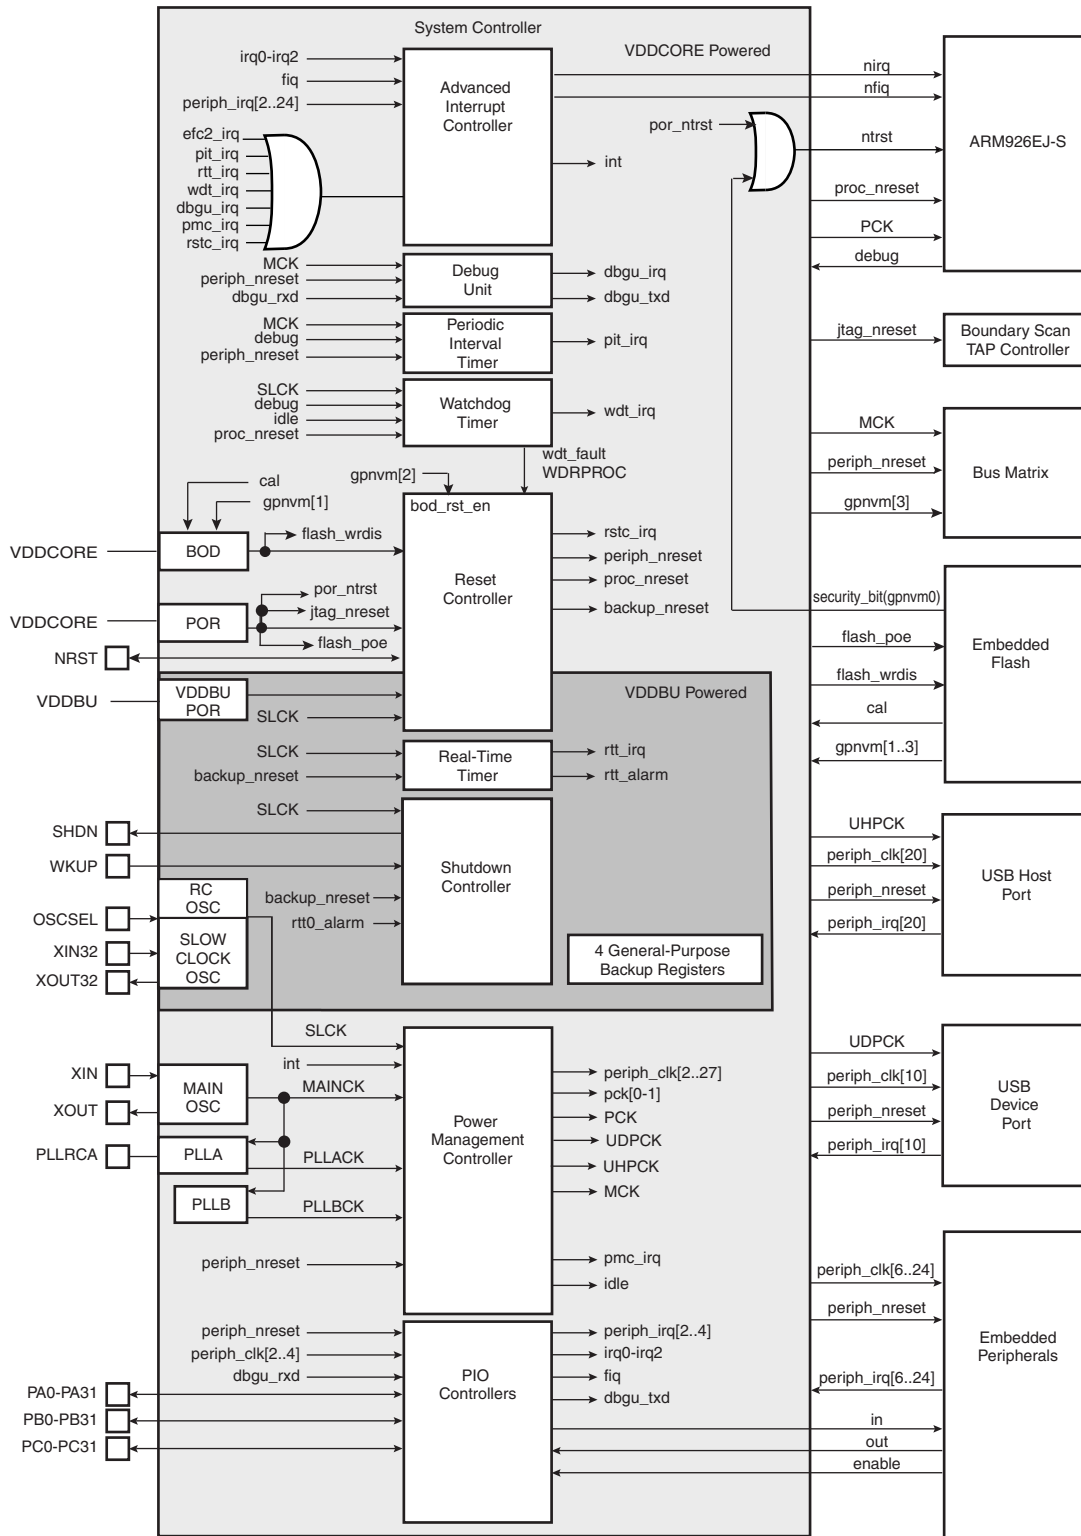 System Controller
VDDCORE Powered
irq0-irq2
fiq
periph_irq[2..24]
Advanced
Interrupt
Controller
int
efc2_irq
pit_irq
rtt_irq
wdt_irq
dbgu_irq
pmc_irq
rstc_irq
por_ntrst
nirq
nfiq
ntrst
proc_nreset
PCK
debug
ARM926EJ-S
MCK
periph_nreset
dbgu_rxd
Debug
Unit
dbgu_irq
dbgu_txd
MCK
debug
periph_nreset
Periodic
Interval
Timer
pit_irq
jtag_nreset
Boundary Scan
TAP Controller
SLCK
debug
idle
proc_nreset
Watchdog
Timer
wdt_irq
wdt_fault
WDRPROC
MCK
periph_nreset
gpnvm[3]
Bus Matrix
cal
gpnvm[1]
gpnvm[2]
bod_rst_en
VDDCORE
BOD
flash_wrdis
Reset
Controller
rstc_irq
periph_nreset
proc_nreset
backup_nreset
VDDCORE
POR
por_ntrst
jtag_nreset
flash_poe
NRST
security_bit(gpnvm0)
flash_poe
flash_wrdis
cal
gpnvm[1..3]
Embedded
Flash
VDDBU
VDDBU
POR
SLCK
VDDBU Powered
SLCK
backup_nreset
Real-Time
Timer
rtt_irq
rtt_alarm
SLCK
SHDN
WKUP
backup_nreset
rtt0_alarm
Shutdown
Controller
4 General-Purpose
Backup Registers
RC
OSC
OSCSEL
XIN32
XOUT32
SLOW
CLOCK
OSC
UHPCK
periph_clk[20]
periph_nreset
periph_irq[20]
USB Host
Port
SLCK
int
MAINCK
XIN
XOUT
MAIN
OSC
PLLRCA
PLLA
PLLACK
PLLB
PLLBCK
periph_nreset
Power
Management
Controller
periph_clk[2..27]
pck[0-1]
PCK
UDPCK
UHPCK
MCK
pmc_irq
idle
UDPCK
periph_clk[10]
periph_nreset
periph_irq[10]
USB
Device
Port
periph_nreset
periph_clk[2..4]
dbgu_rxd
PA0-PA31
PB0-PB31
PC0-PC31
PIO
Controllers
periph_irq[2..4]
irq0-irq2
fiq
dbgu_txd
periph_clk[6..24]
periph_nreset
periph_irq[6..24]
in
out
enable
Embedded
Peripherals